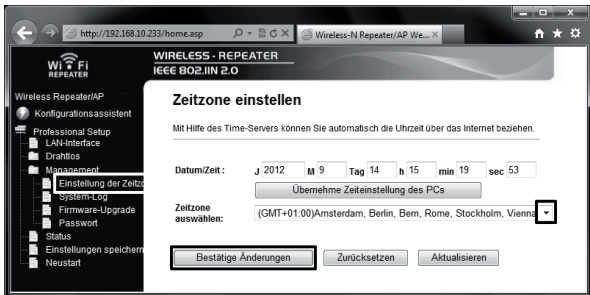 http://192.168.10.233/home.asp
Wireless-N Repeater/AP We...
Wi Fi
REPEATER
WIRELESS - REPEATER
IEEE 802.11N 2.0
Wireless Repeater/AP
Konfigurationsassistent
Professional Setup
LAN-Interface
Drahtlos
Management
Einstellung der Zeitzo
System-Log
Firmware-Upgrade
Passwort
Status
Einstellungen speichern
Neustart
Zeitzone einstellen
Mit Hilfe des Time-Servers können Sie automatisch die Uhrzeit über das Internet beziehen.
Datum/Zeit : J 2012 M 9 Tag 14 h 15 min 19 sec 53
Übernehme Zeiteinstellung des PCs
Zeitzone auswählen: (GMT+01:00)Amsterdam, Berlin, Bern, Rome, Stockholm, Vienna
Bestätige Änderungen Zurücksetzen Aktualisieren